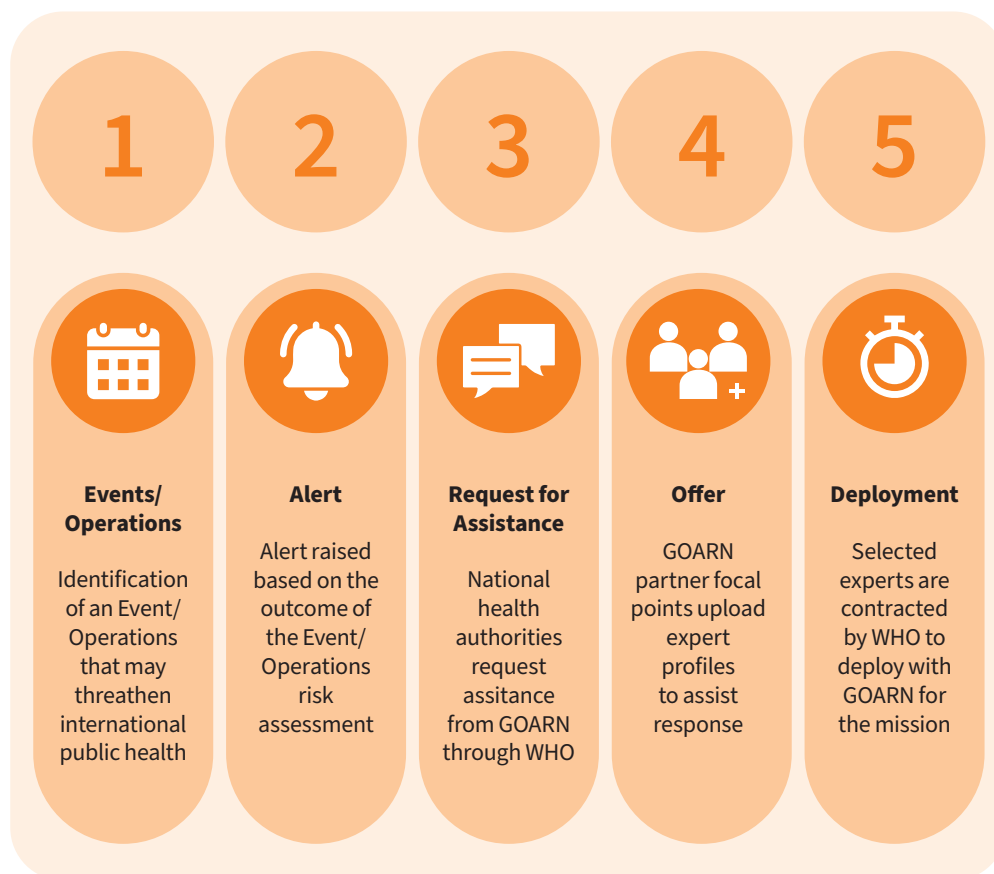 1
2
3
4
5
Events/
Operations
Identification
of an Event/
Operations
that may
threathen
international
public health
Alert
Alert raised
based on the
outcome of
the Event/
Operations
risk
assessment
Request for
Assistance
National
health
authorities
request
assitance
from GOARN
through WHO
Offer
GOARN
partner focal
points upload
expert
profiles
to assist
response
Deployment
Selected
experts are
contracted
by WHO to
deploy with
GOARN for
the mission